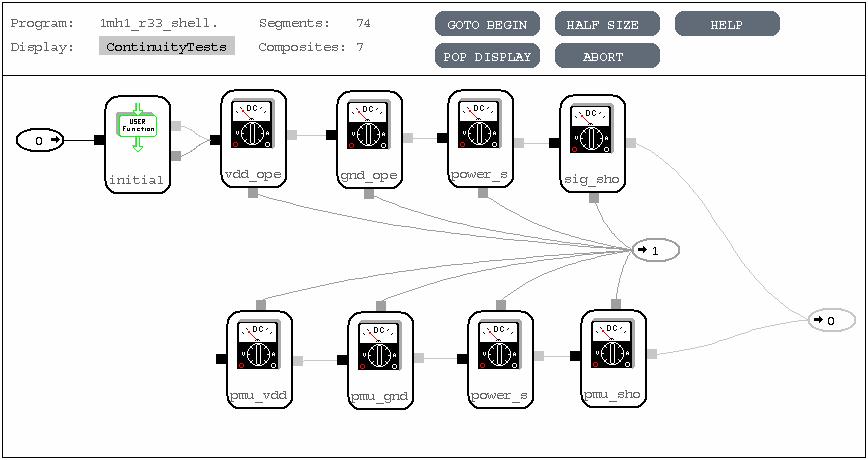 Program: 1mh1_r33_shell. Segments: 74 GOTO BEGIN HALF SIZE HELP
Display: ContinuityTests Composites: 7 POP DISPLAY ABORT
USER
Function
DC DC DC DC
V A V A V A V A
0
initial vdd_ope gnd_ope power_s sig_sho
1
0
DC DC DC DC
V A V A V A V A
pmu_vdd pmu_gnd power_s pmu_sho